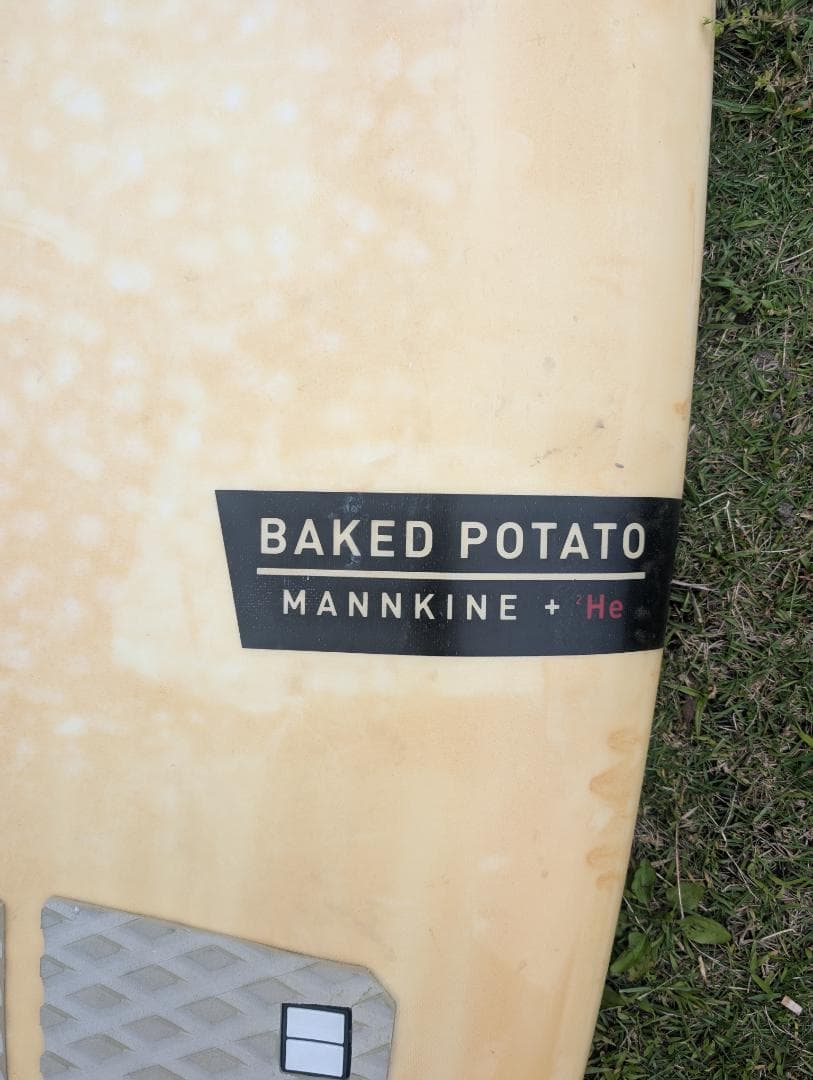 BAKED POTATO
MANNKINE + ²He